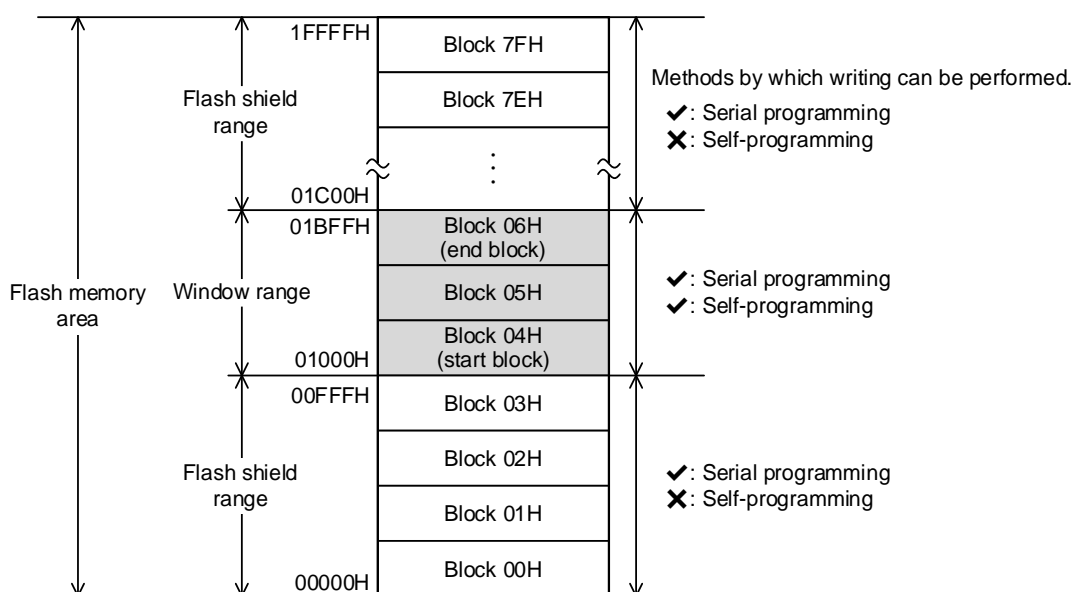 1FFFFH
Block 7FH
Block 7EH
Flash shield
range
Methods by which writing can be performed.
✔: Serial programming
✖: Self-programming
⋮
01C00H
01BFFH
Block 06H
(end block)
Block 05H
Block 04H
(start block)
Flash memory
area
Window range
✔: Serial programming
✔: Self-programming
01000H
00FFFH
Block 03H
Block 02H
Block 01H
Block 00H
Flash shield
range
✔: Serial programming
✖: Self-programming
00000H